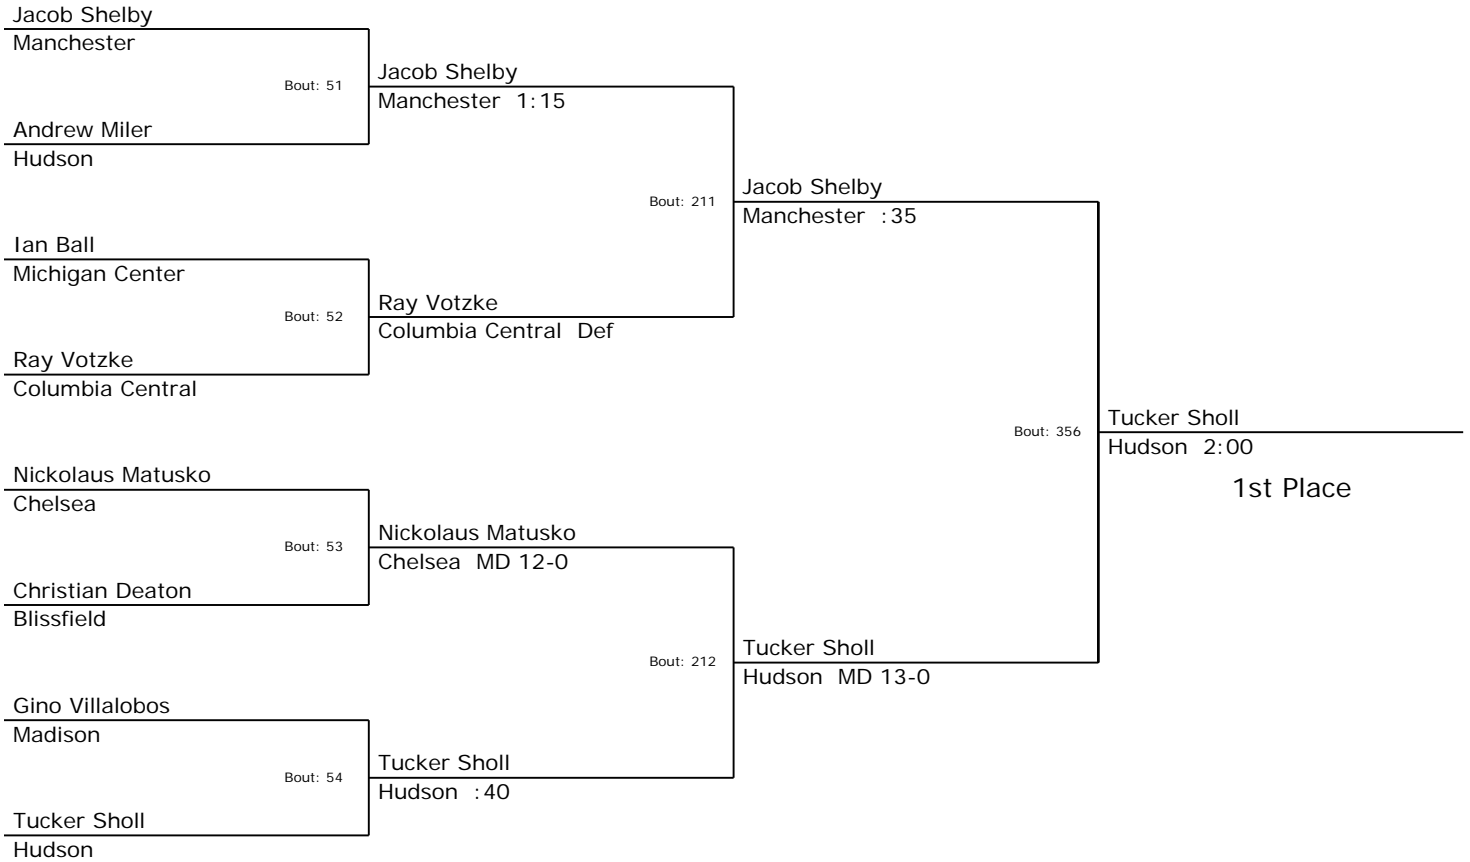 Jacob Shelby
Manchester
Bout: 51
Andrew Miler
Hudson
Ian Ball
Michigan Center
Bout: 52
Ray Votzke
Columbia Central
Nickolaus Matusko
Chelsea
Bout: 53
Christian Deaton
Blissfield
Gino Villalobos
Madison
Bout: 54
Tucker Sholl
Hudson
Jacob Shelby
Manchester 1:15
Bout: 211
Ray Votzke
Columbia Central Def
Nickolaus Matusko
Chelsea MD 12-0
Bout: 212
Tucker Sholl
Hudson :40
Jacob Shelby
Manchester :35
Bout: 356
Tucker Sholl
Hudson MD 13-0
Tucker Sholl
Hudson 2:00
1st Place